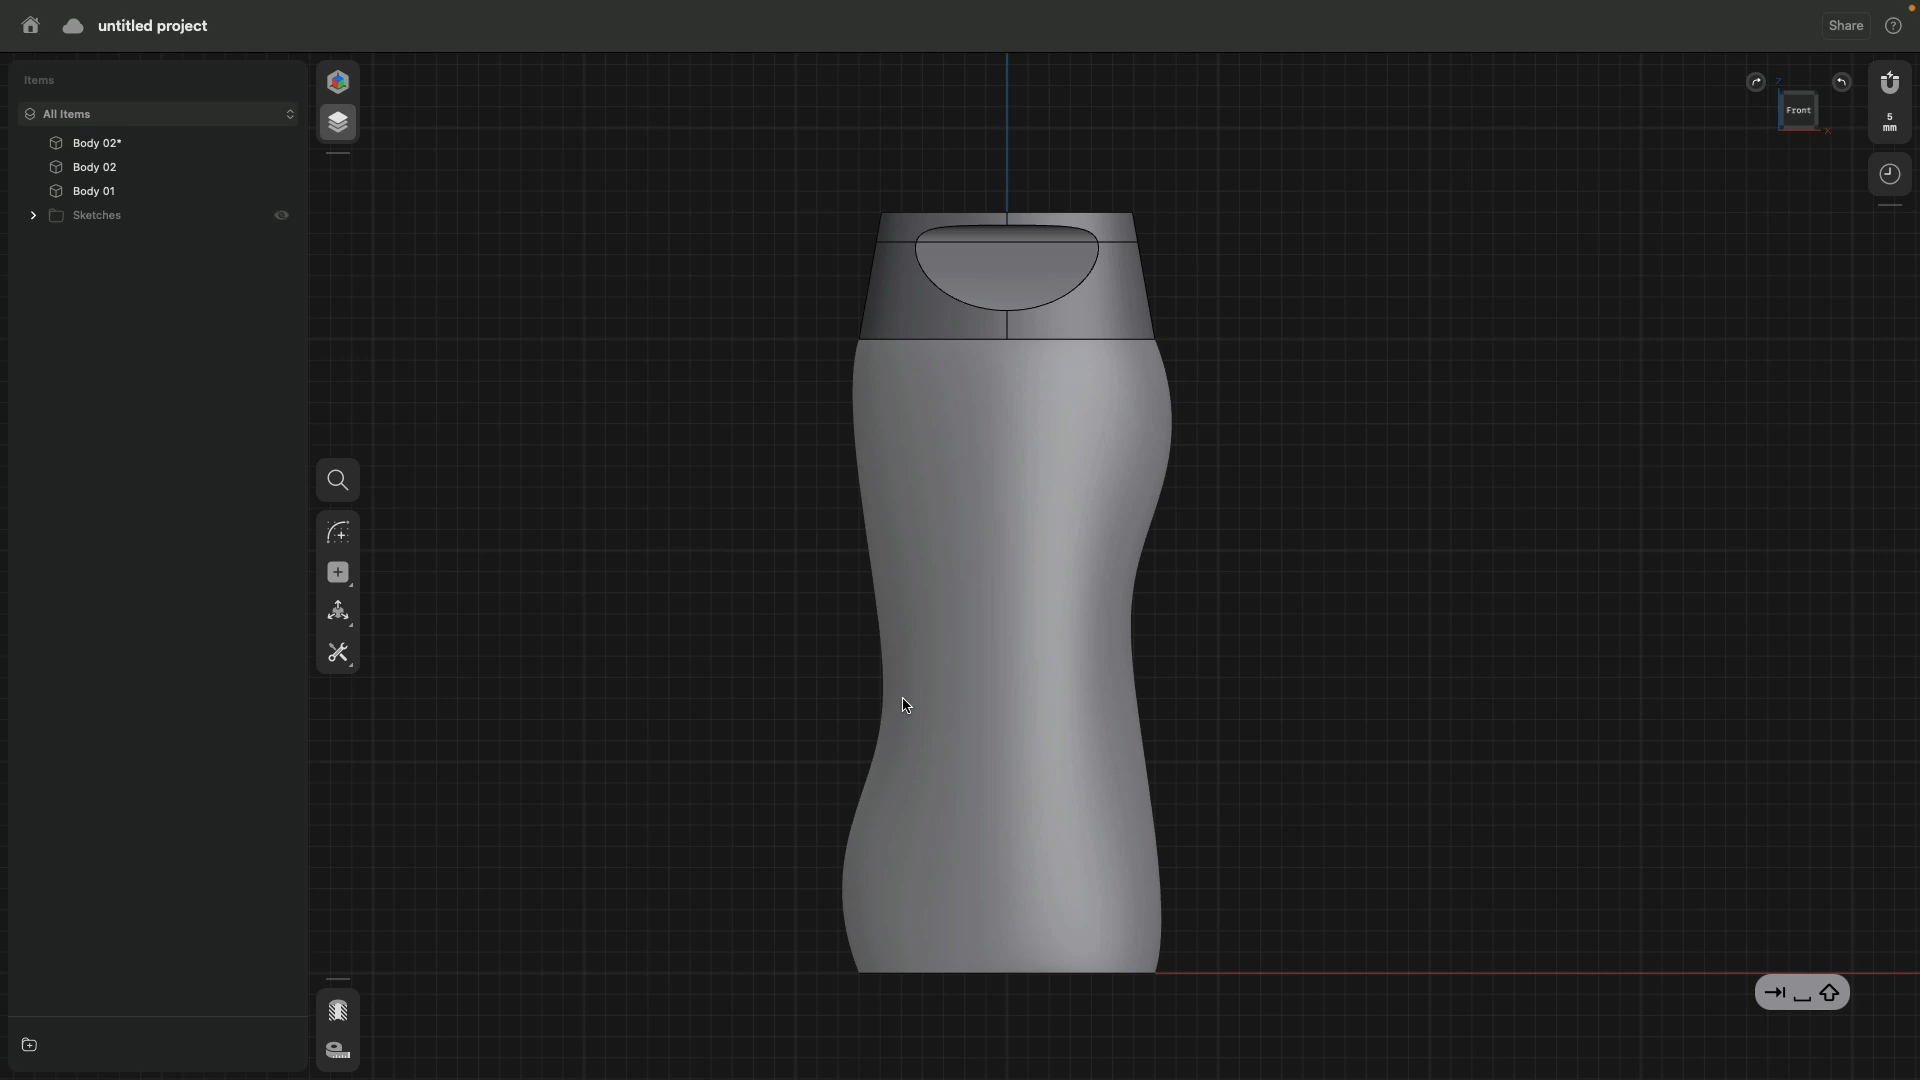 untitled project
Share
Items
All Items
Body 02*
Body 02
Body 01
Sketches
Z
Front
X
5
mm